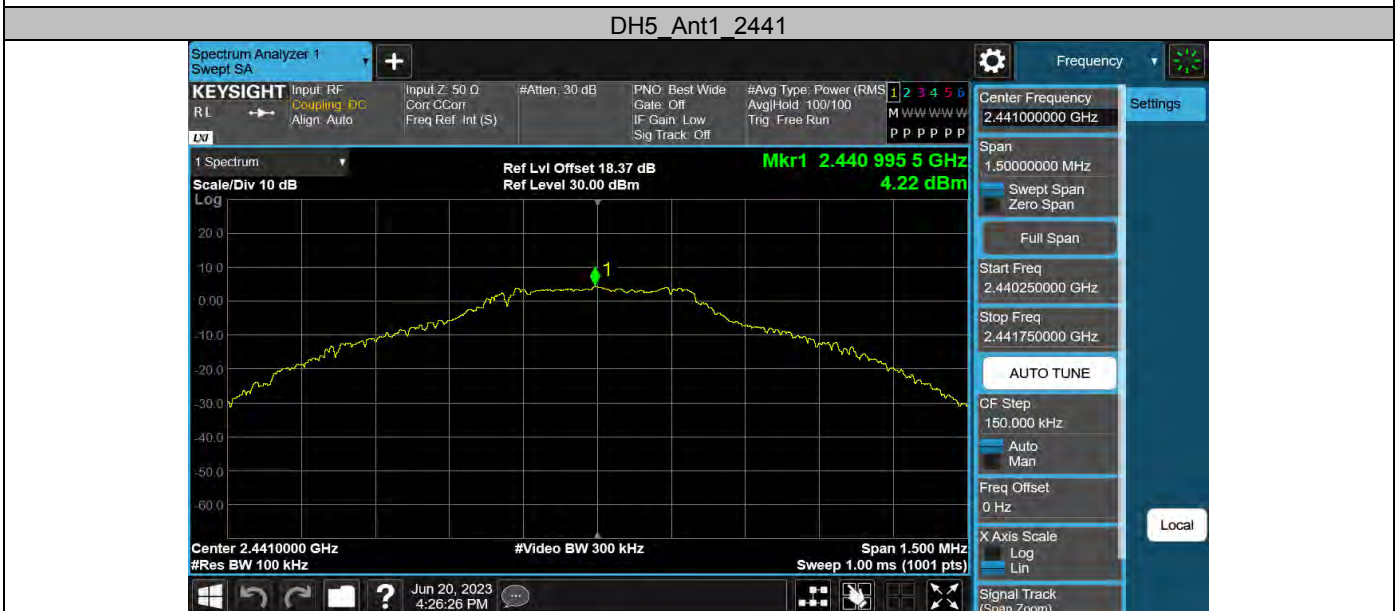 DH5_Ant1_2441
Spectrum Analyzer 1
Swept SA
+
Frequency
KEYSIGHT
RL
LXI
Input: RF
Coupling: DC
Align: Auto
Input Z: 50 Ω
Corr CCorr
Freq Ref: Int (S)
#Atten: 30 dB
PNO: Best Wide
Gate: Off
IF Gain: Low
Sig Track: Off
#Avg Type: Power (RMS
Avg|Hold: 100/100
Trig: Free Run
1 2 3 4 5 6
M W W W W W
P P P P P P
1 Spectrum
Scale/Div 10 dB
Log
Ref Lvl Offset 18.37 dB
Ref Level 30.00 dBm
Mkr1 2.440 995 5 GHz
4.22 dBm
20.0
10.0
0.00
-10.0
-20.0
-30.0
-40.0
-50.0
-60.0
1
Center 2.4410000 GHz
#Res BW 100 kHz
#Video BW 300 kHz
Span 1.500 MHz
Sweep 1.00 ms (1001 pts)
Center Frequency
2.441000000 GHz
Settings
Span
1.50000000 MHz
Swept Span
Zero Span
Full Span
Start Freq
2.440250000 GHz
Stop Freq
2.441750000 GHz
AUTO TUNE
CF Step
150.000 kHz
Auto
Man
Freq Offset
0 Hz
Local
X Axis Scale
Log
Lin
Signal Track
(Span Zoom)
?
Jun 20, 2023
4:26:26 PM